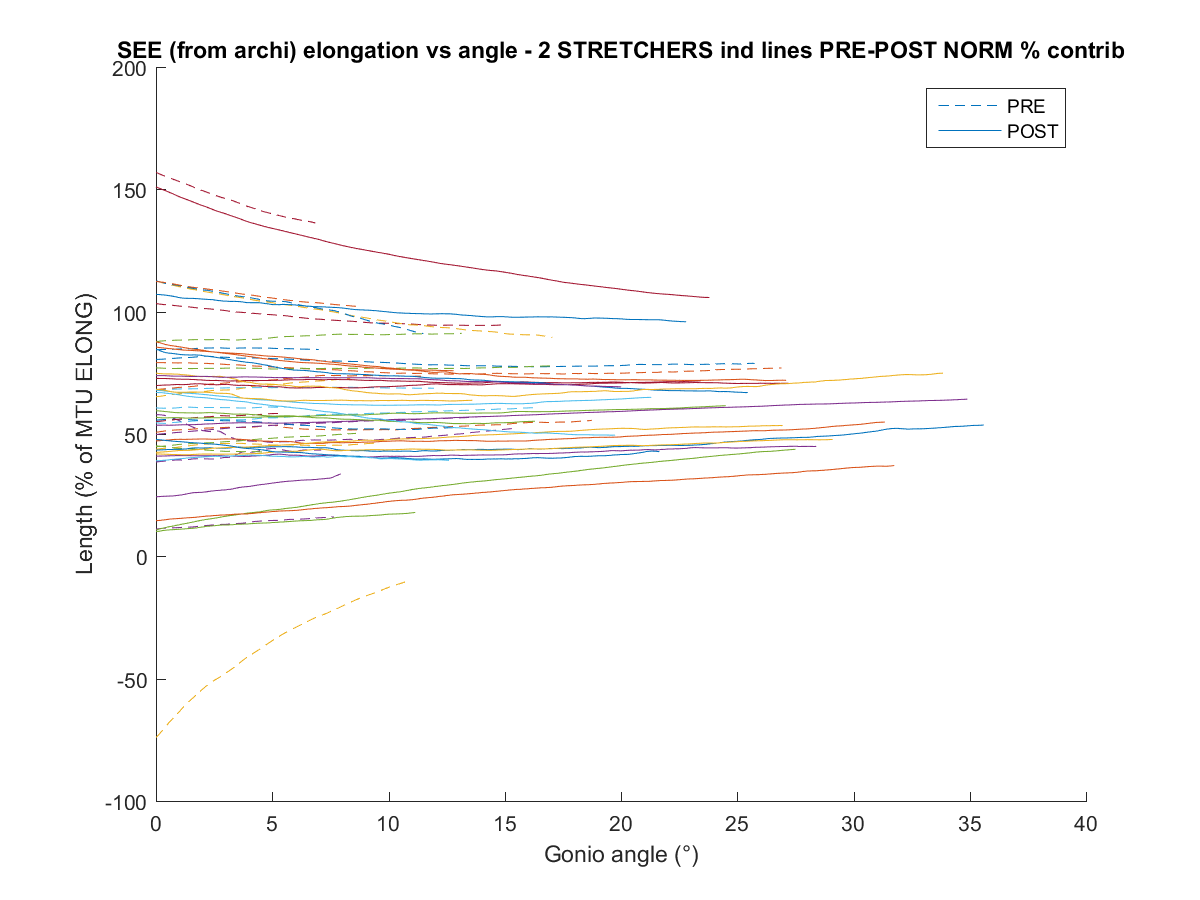 SEE (from archi) elongation vs angle - 2 STRETCHERS ind lines PRE-POST NORM % contrib
200
PRE
POST
150
100
50
0
-50
-100
Length (% of MTU ELONG)
0 5 10 15 20 25 30 35 40
Gonio angle (°)